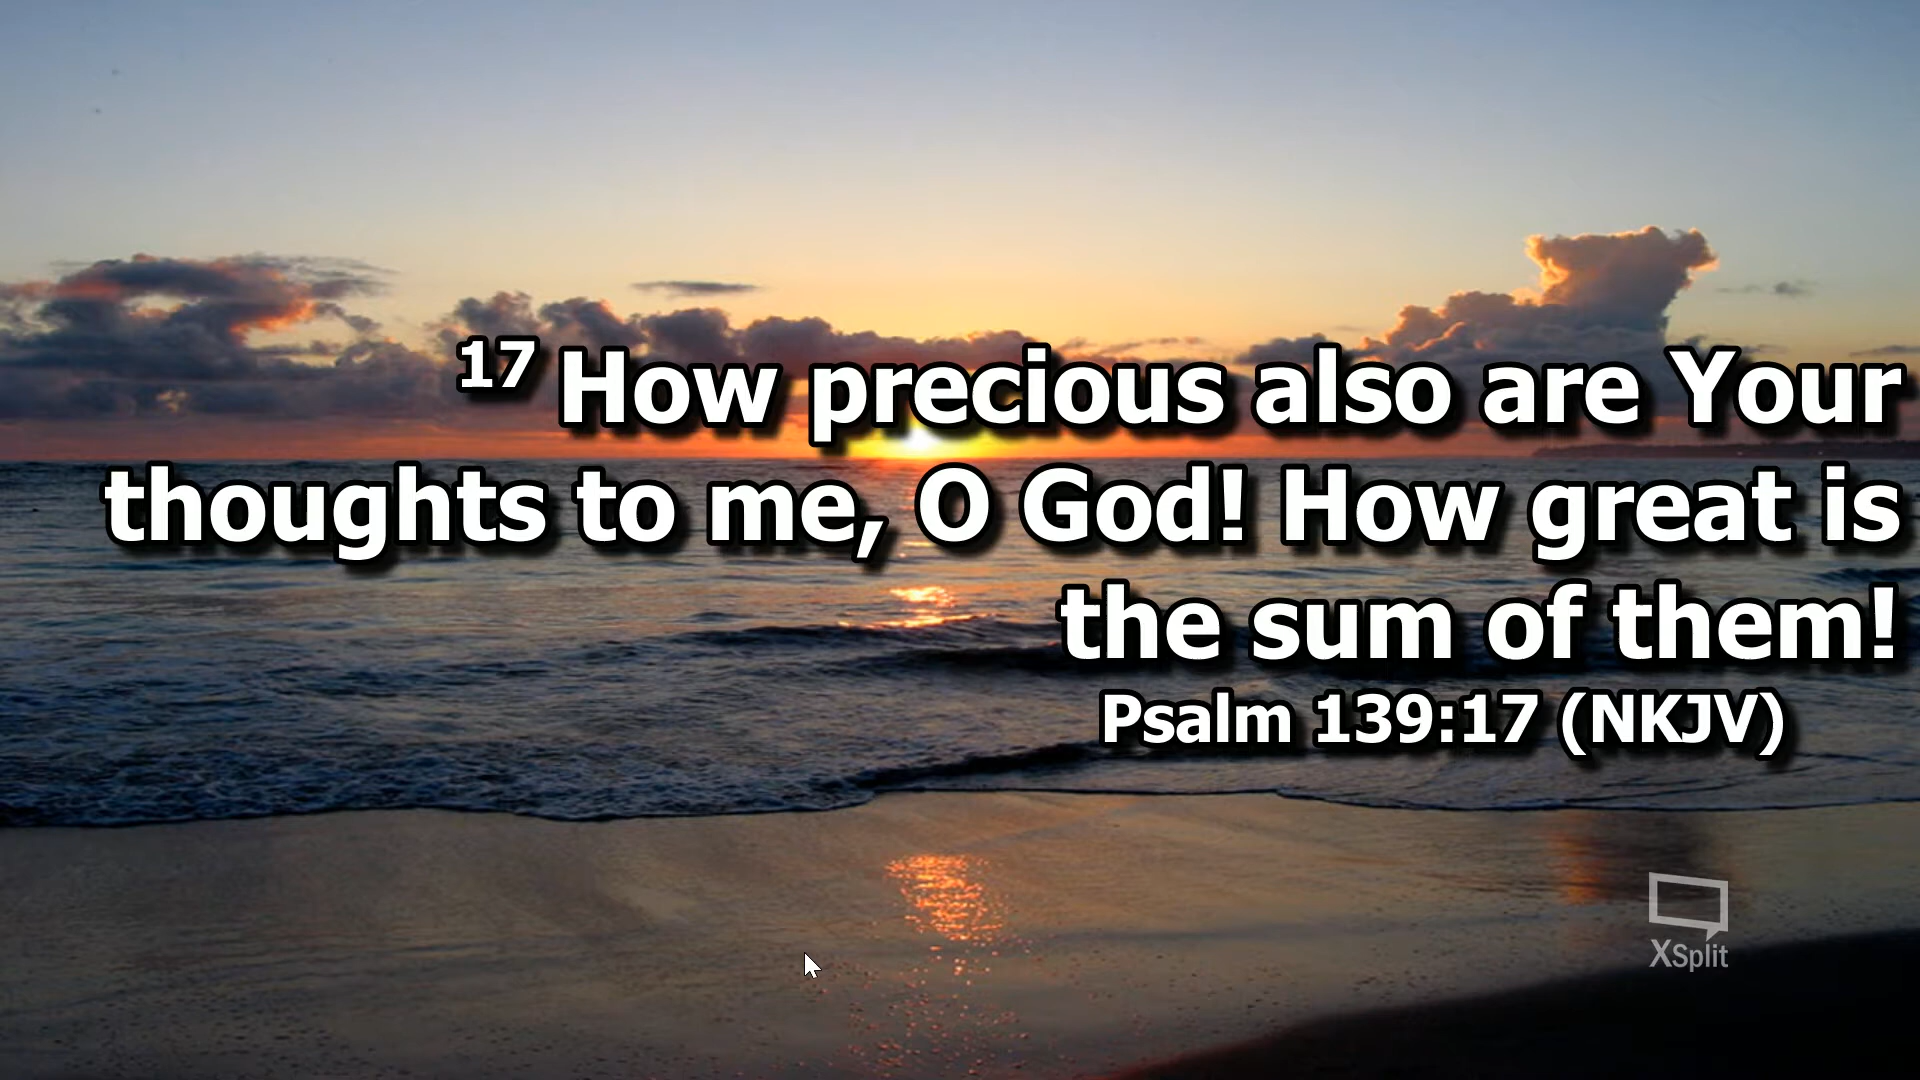 17 How precious also are Your
thoughts to me, O God! How great is
the sum of them!
Psalm 139:17 (NKJV)
XSplit